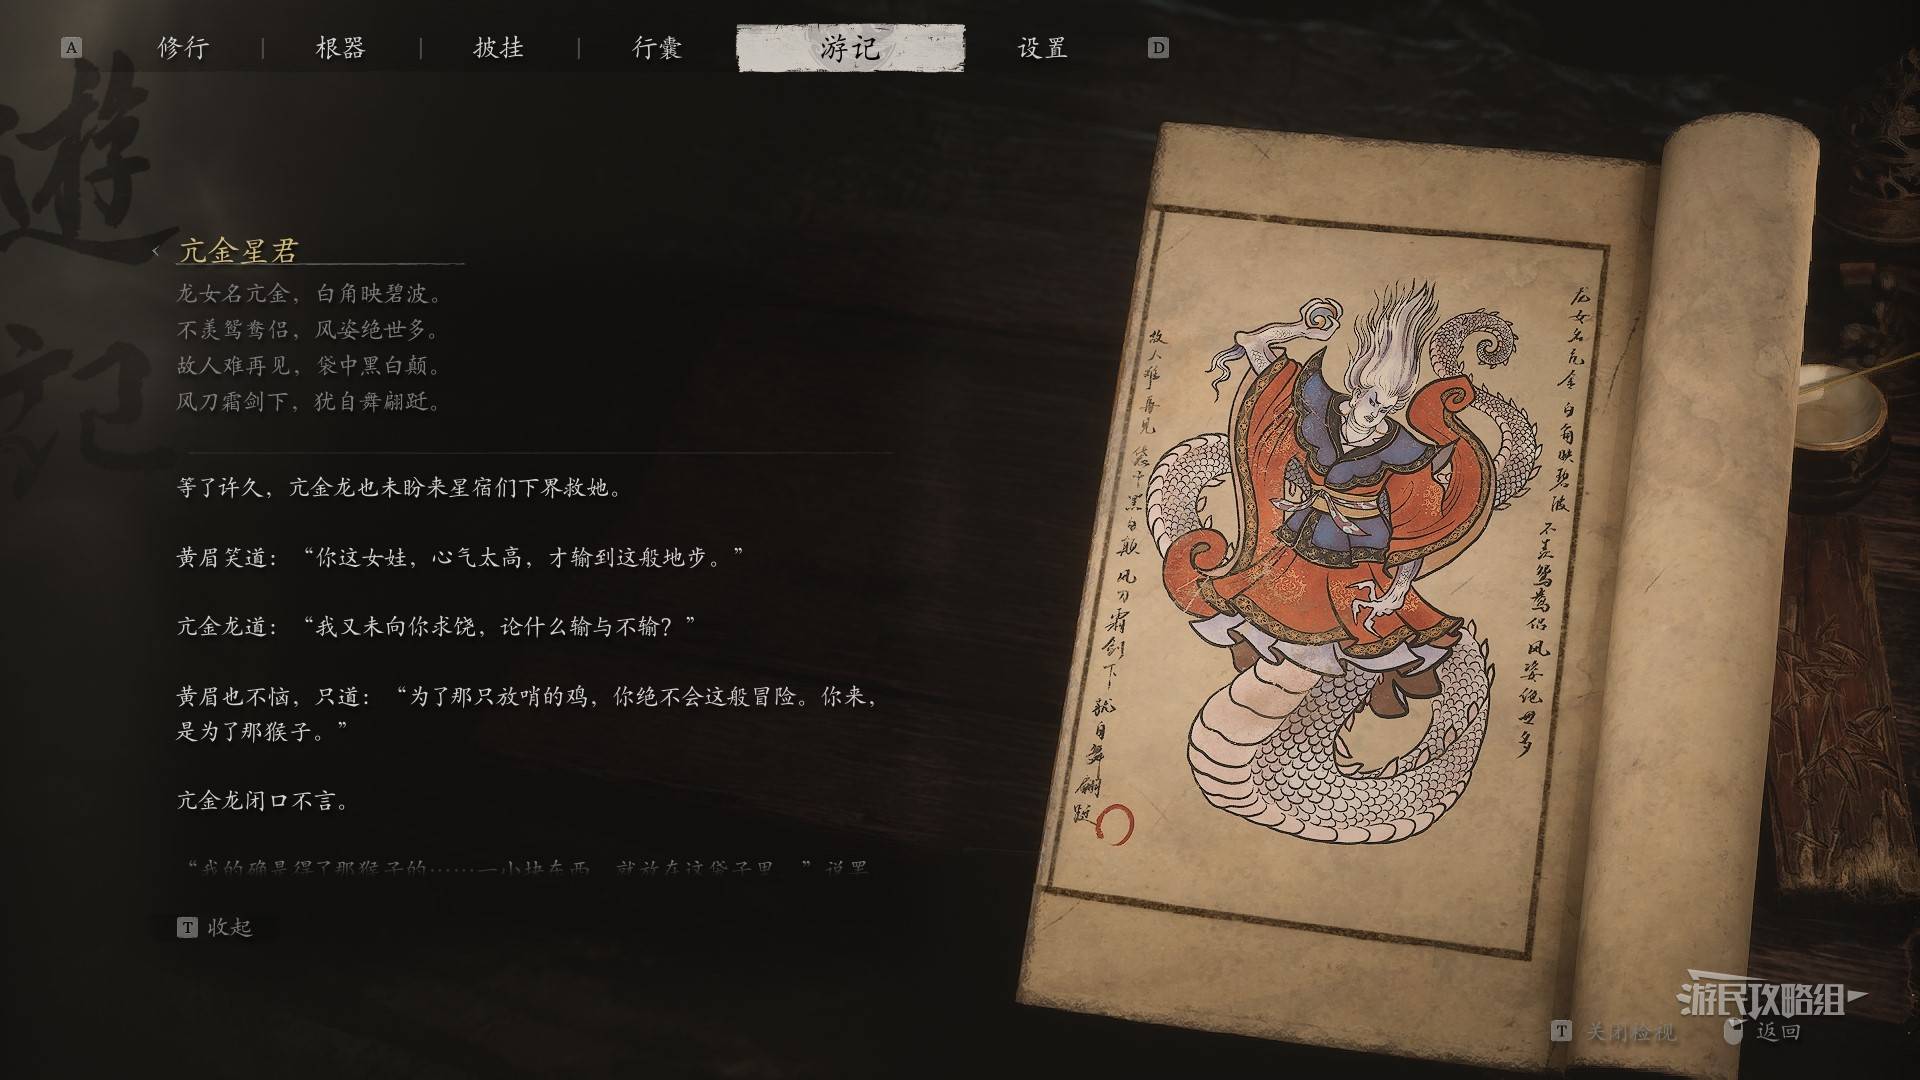 A
修行
根器
披挂
行囊
游记
设置
D
遊記
亢金星君
龙女名亢金，白角映碧波。
不羡鸳鸯侣，风姿绝世多。
故人难再见，袋中黑白颠。
风刀霜剑下，犹自舞翩跹。
等了许久，亢金龙也未盼来星宿们下界救她。
黄眉笑道：“你这女娃，心气太高，才输到这般地步。”
亢金龙道：“我又未向你求饶，论什么输与不输？”
黄眉也不恼，只道：“为了那只放哨的鸡，你绝不会这般冒险。你来，
是为了那猴子。”
亢金龙闭口不言。
“我的确是得了那猴子的……一小块东西，就放在这袋子里。”说罢
T 收起
龙女名亢金 白角映碧波 不羡鸳鸯侣 风姿绝世多
故人难再见 袋中黑白颠 风刀霜剑下 犹自舞翩跹
游民攻略组
T 关闭检视
返回